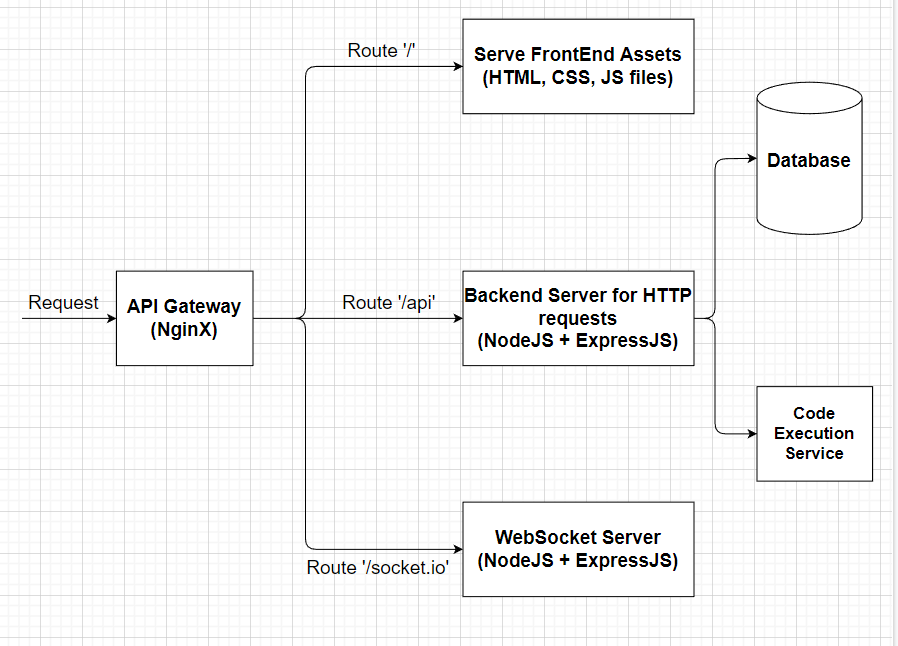 Route '/'
Serve FrontEnd Assets
(HTML, CSS, JS files)
Database
Request
API Gateway
(NginX)
Route '/api'
Backend Server for HTTP
requests
(NodeJS + ExpressJS)
Code
Execution
Service
WebSocket Server
(NodeJS + ExpressJS)
Route '/socket.io'